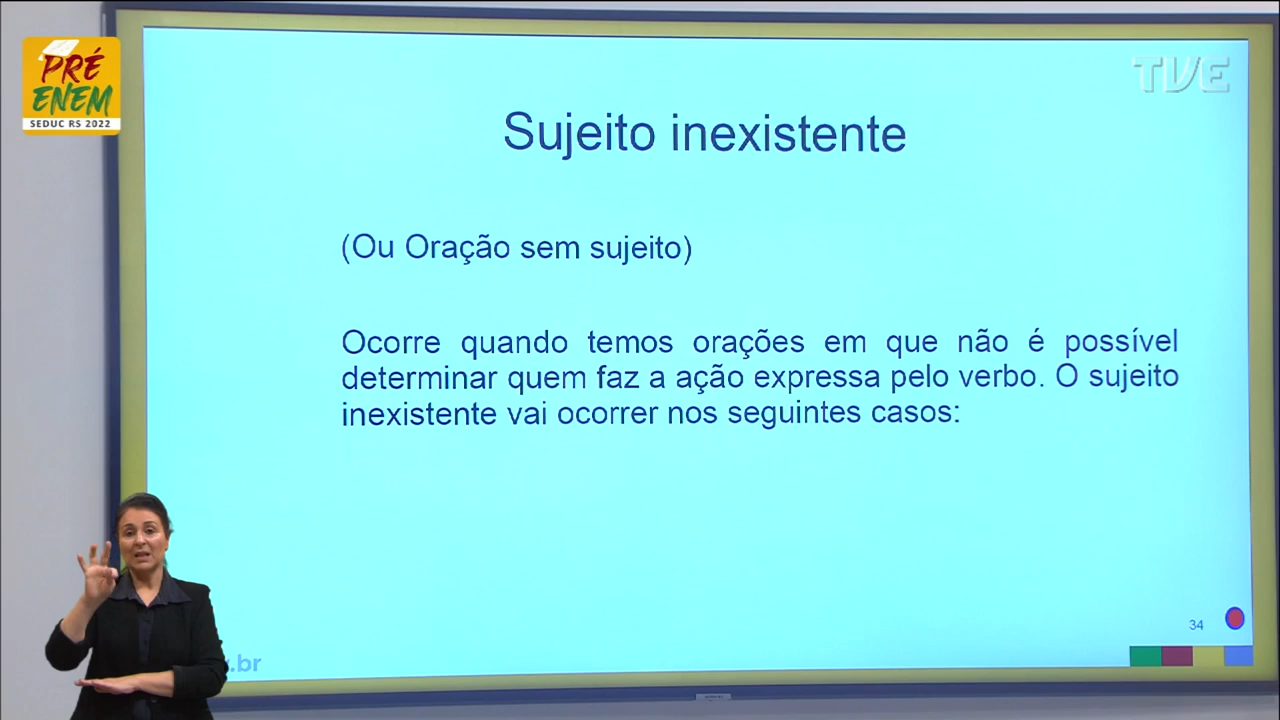 PRÉ
ENEM
SEDUC RS 2022
TVE
Sujeito inexistente
(Ou Oração sem sujeito)
Ocorre quando temos orações em que não é possível
determinar quem faz a ação expressa pelo verbo. O sujeito
inexistente vai ocorrer nos seguintes casos:
34
.br